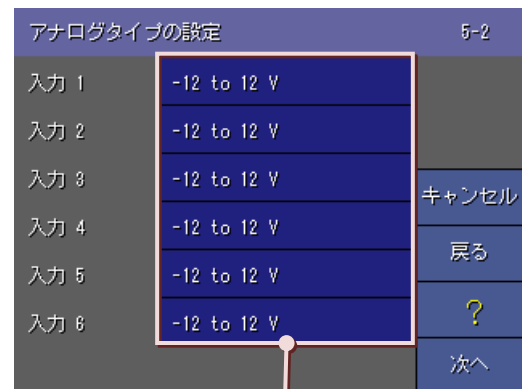 アナログタイプの設定 5-2
入力 1 -12 to 12 V
入力 2 -12 to 12 V
入力 3 -12 to 12 V
入力 4 -12 to 12 V
入力 5 -12 to 12 V
入力 6 -12 to 12 V
キャンセル
戻る
?
次へ